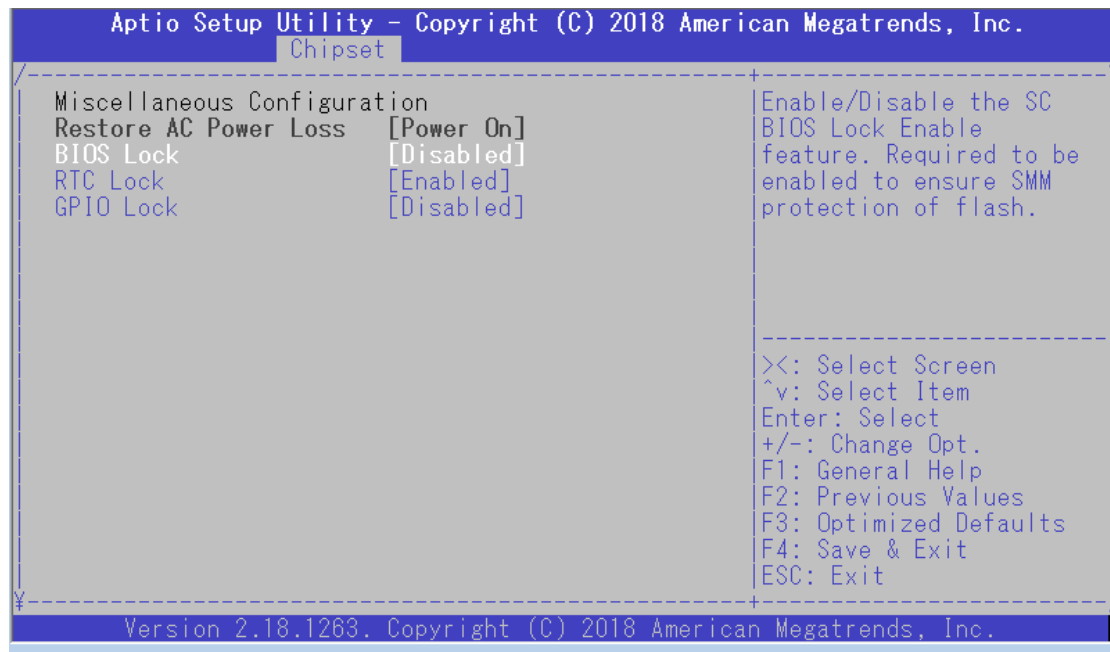 Aptio Setup Utility - Copyright (C) 2018 American Megatrends, Inc.
Chipset
Miscellaneous Configuration
Restore AC Power Loss [Power On]
BIOS Lock [Disabled]
RTC Lock [Enabled]
GPIO Lock [Disabled]
Enable/Disable the SC
BIOS Lock Enable
feature. Required to be
enabled to ensure SMM
protection of flash.
><: Select Screen
^v: Select Item
Enter: Select
+/-: Change Opt.
F1: General Help
F2: Previous Values
F3: Optimized Defaults
F4: Save & Exit
ESC: Exit
Version 2.18.1263. Copyright (C) 2018 American Megatrends, Inc.